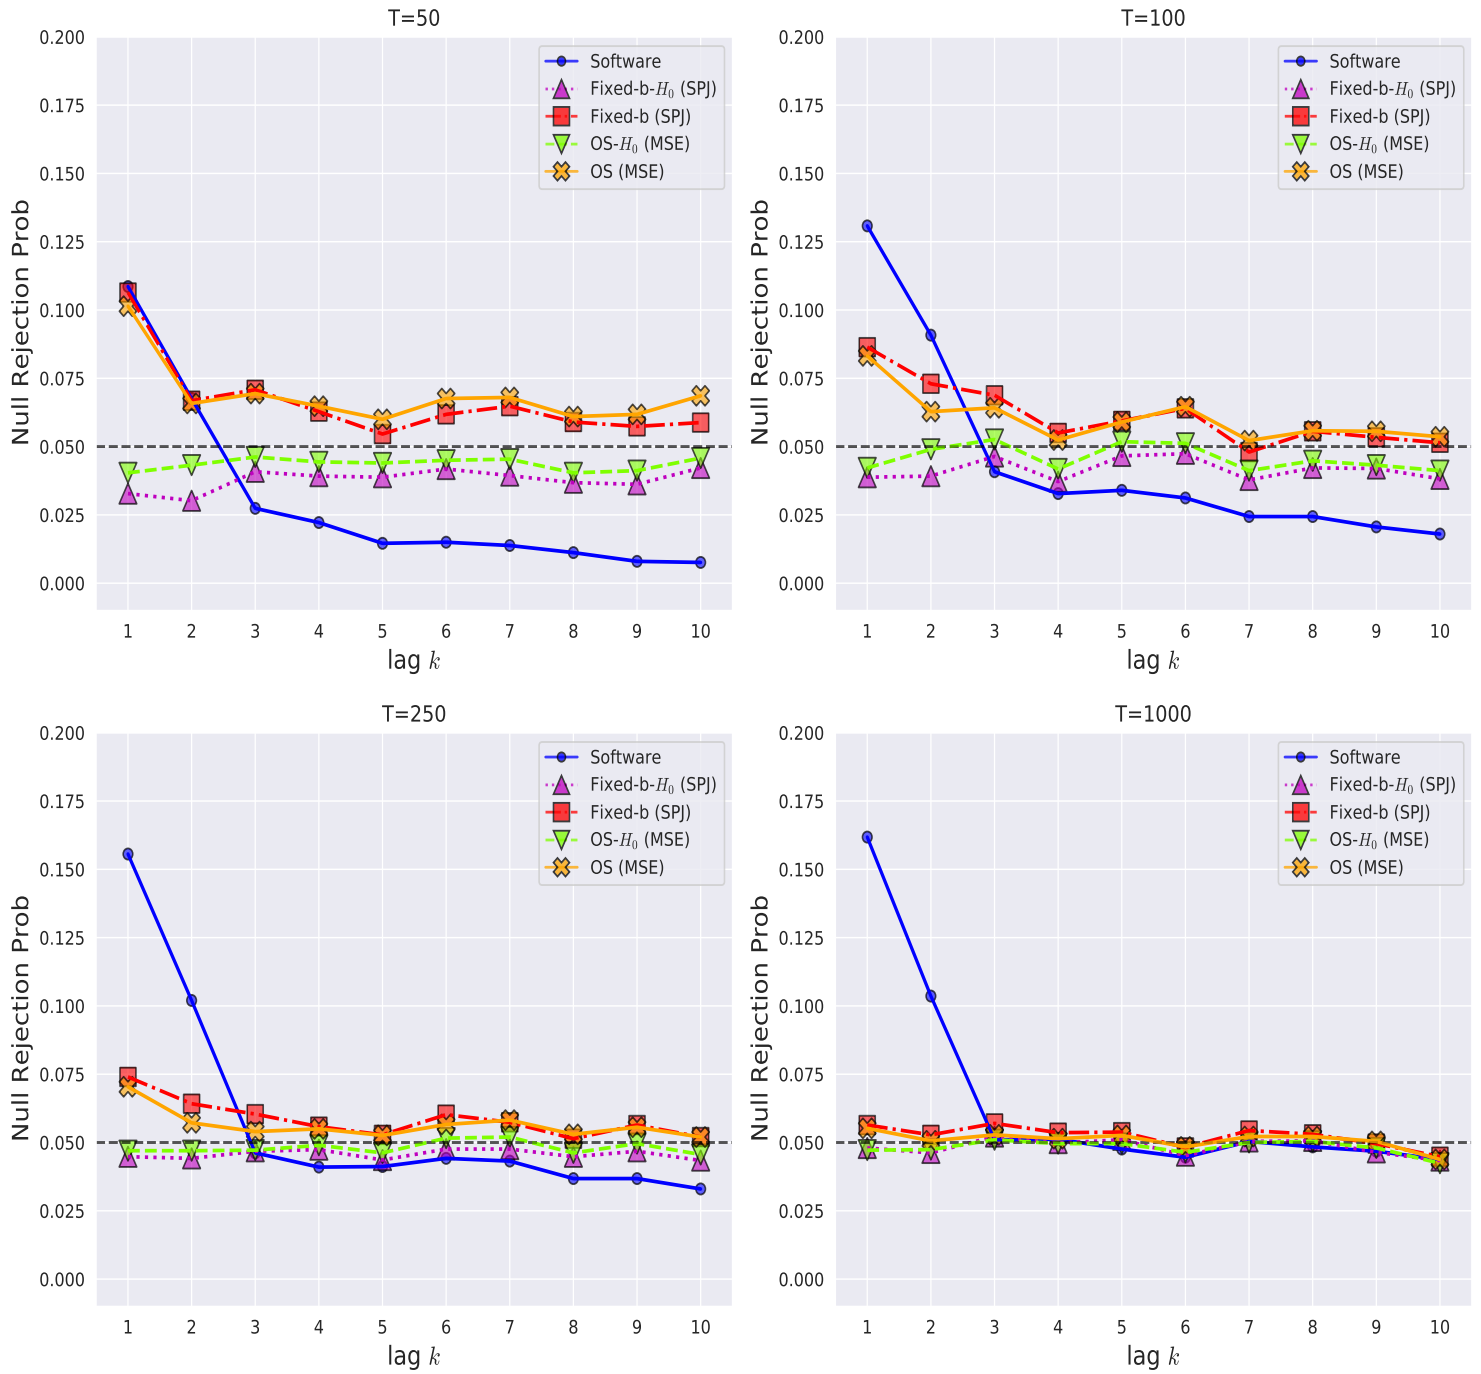 T=50
0.200
0.175
0.150
0.125
0.100
0.075
0.050
0.025
0.000
Null Rejection Prob
Software
Fixed-b-H₀ (SPJ)
Fixed-b (SPJ)
OS-H₀ (MSE)
OS (MSE)
1 2 3 4 5 6 7 8 9 10
lag k
T=100
0.200
0.175
0.150
0.125
0.100
0.075
0.050
0.025
0.000
Null Rejection Prob
Software
Fixed-b-H₀ (SPJ)
Fixed-b (SPJ)
OS-H₀ (MSE)
OS (MSE)
1 2 3 4 5 6 7 8 9 10
lag k
T=250
0.200
0.175
0.150
0.125
0.100
0.075
0.050
0.025
0.000
Null Rejection Prob
Software
Fixed-b-H₀ (SPJ)
Fixed-b (SPJ)
OS-H₀ (MSE)
OS (MSE)
1 2 3 4 5 6 7 8 9 10
lag k
T=1000
0.200
0.175
0.150
0.125
0.100
0.075
0.050
0.025
0.000
Null Rejection Prob
Software
Fixed-b-H₀ (SPJ)
Fixed-b (SPJ)
OS-H₀ (MSE)
OS (MSE)
1 2 3 4 5 6 7 8 9 10
lag k